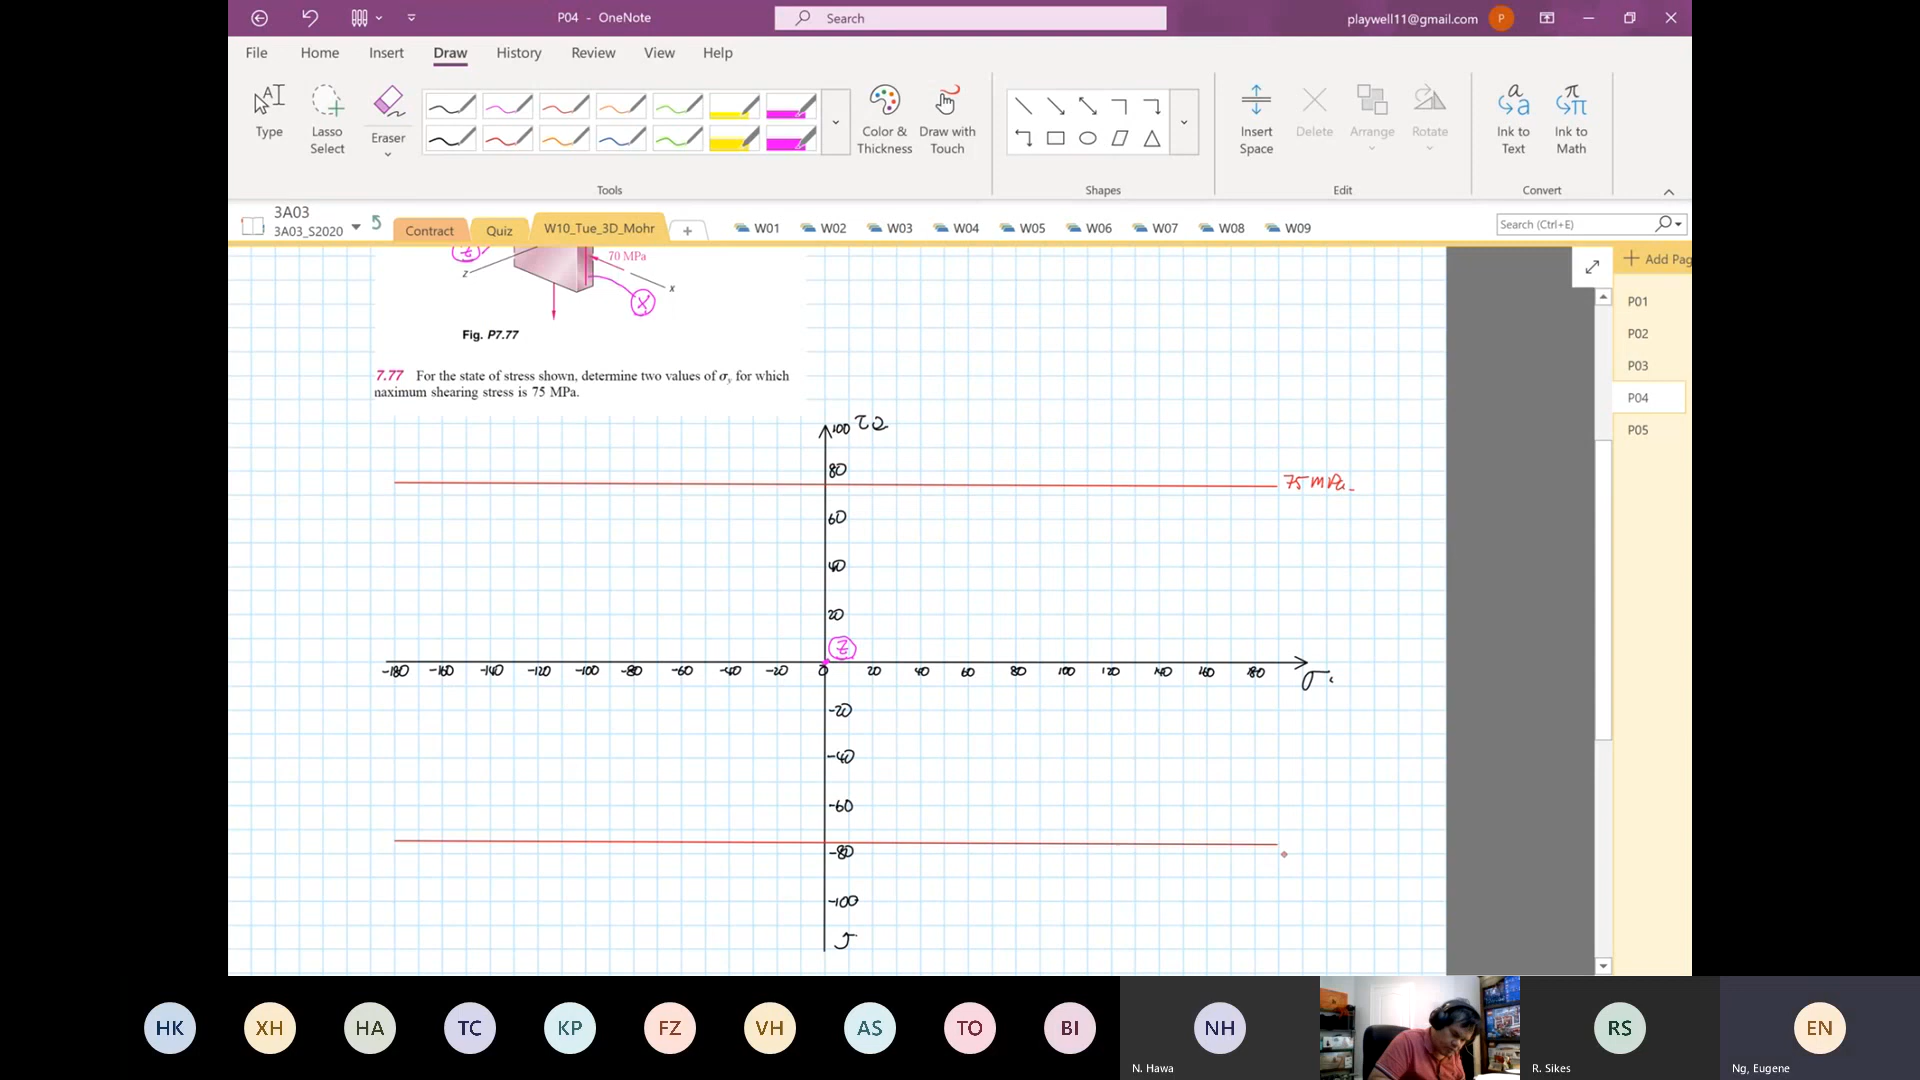 P04 - OneNote
Search
playwell11@gmail.com
P
File Home Insert Draw History Review View Help
Type
Lasso Select
Eraser
Color & Thickness
Draw with Touch
Insert Space
Delete
Arrange
Rotate
Ink to Text
Ink to Math
Tools
Shapes
Edit
Convert
3A03
3A03_S2020
Contract
Quiz
W10_Tue_3D_Mohr
W01 W02 W03 W04 W05 W06 W07 W08 W09
Search (Ctrl+E)
Add Pag
P01
P02
P03
P04
P05
z
70 MPa
x
X
Fig. P7.77
7.77 For the state of stress shown, determine two values of σy for which
naximum shearing stress is 75 MPa.
100 τ
80
75 MPa
60
40
20
Z
-180 -160 -140 -120 -100 -80 -60 -40 -20 0 20 40 60 80 100 120 140 160 180
σ
-20
-40
-60
-80
-100
HK XH HA TC KP FZ VH AS TO BI NH RS EN
N. Hawa
R. Sikes
Ng, Eugene